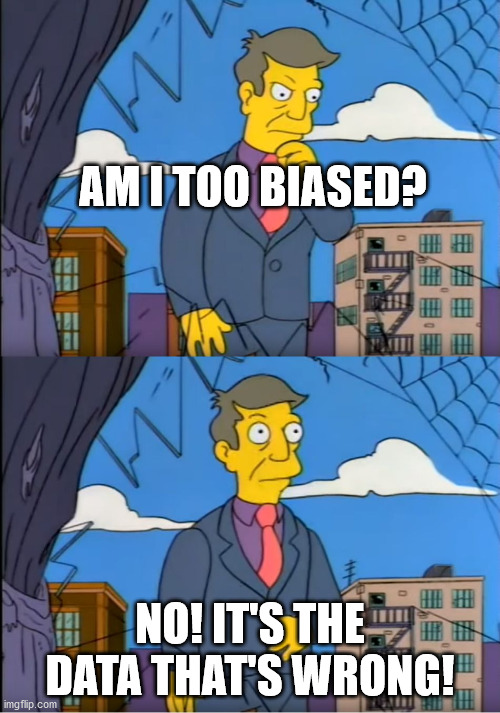 AM I TOO BIASED?
NO! IT'S THE
DATA THAT'S WRONG!
imgflip.com